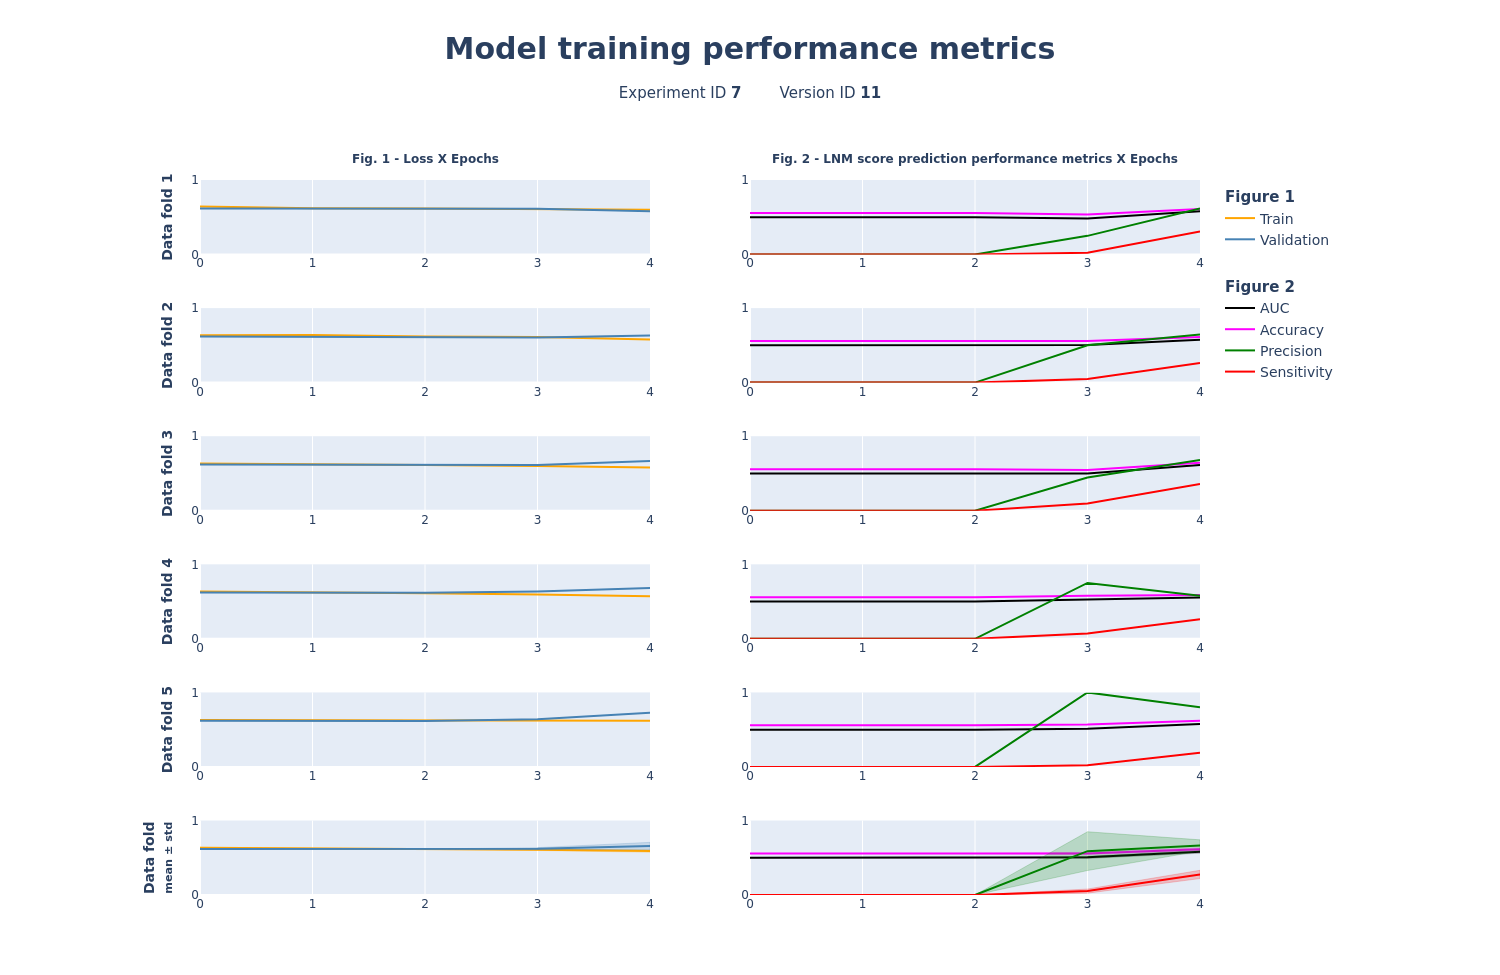 Model training performance metrics
Experiment ID 7 Version ID 11
Fig. 1 - Loss X Epochs
Fig. 2 - LNM score prediction performance metrics X Epochs
Data fold 1
1
0
0 1 2 3 4
1
0
0 1 2 3 4
Figure 1
Train
Validation
Figure 2
AUC
Accuracy
Precision
Sensitivity
Data fold 2
1
0
0 1 2 3 4
1
0
0 1 2 3 4
Data fold 3
1
0
0 1 2 3 4
1
0
0 1 2 3 4
Data fold 4
1
0
0 1 2 3 4
1
0
0 1 2 3 4
Data fold 5
1
0
0 1 2 3 4
1
0
0 1 2 3 4
Data fold
mean ± std
1
0
0 1 2 3 4
1
0
0 1 2 3 4